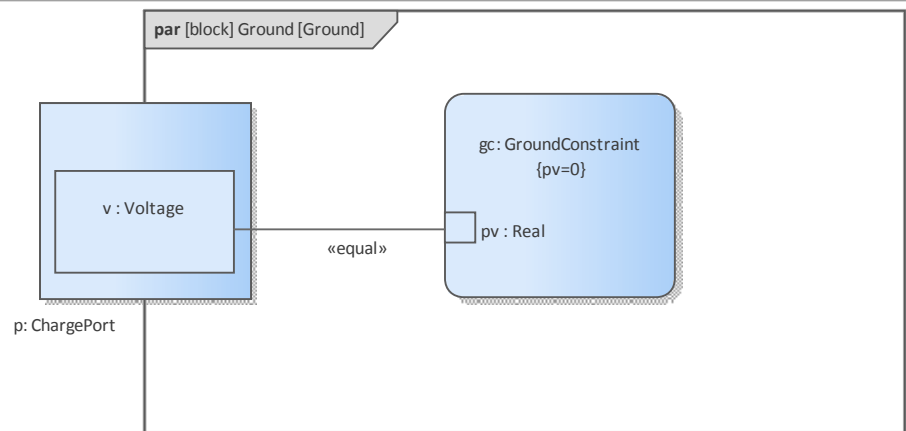 par [block] Ground [Ground]
gc: GroundConstraint
{pv=0}
v : Voltage
pv : Real
«equal»
p: ChargePort